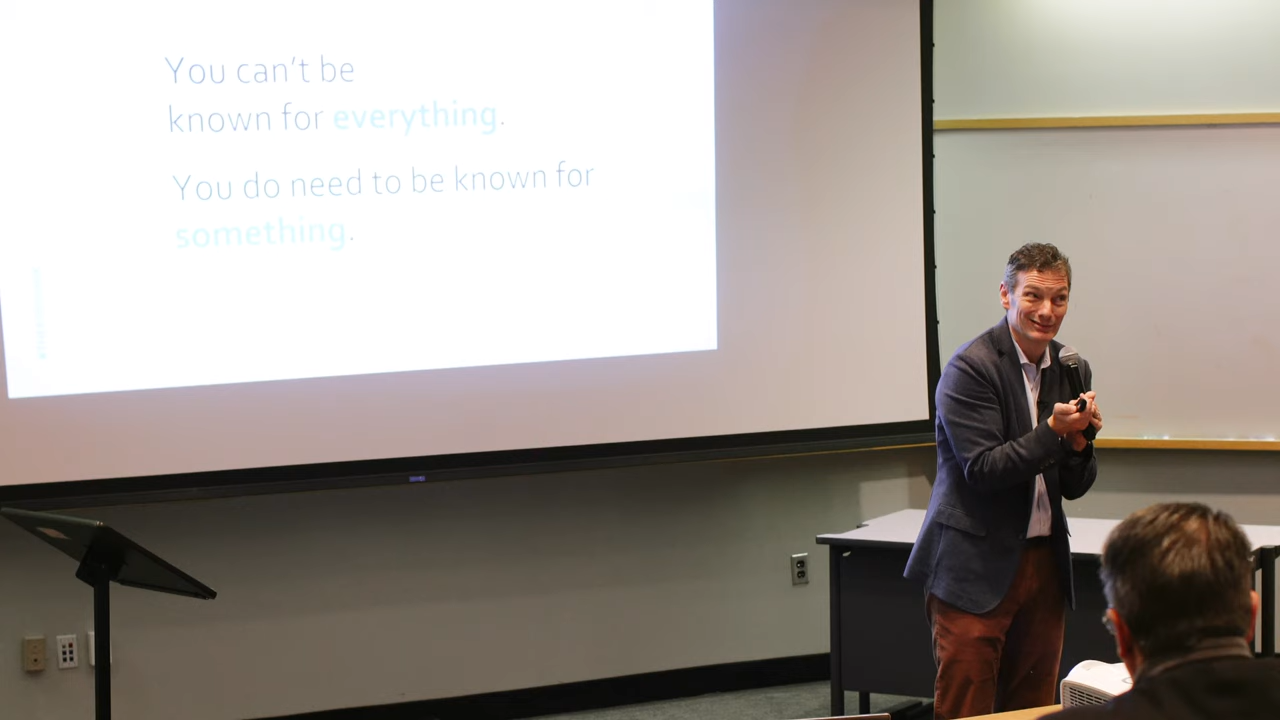 You can't be
known for everything.
You do need to be known for
something.